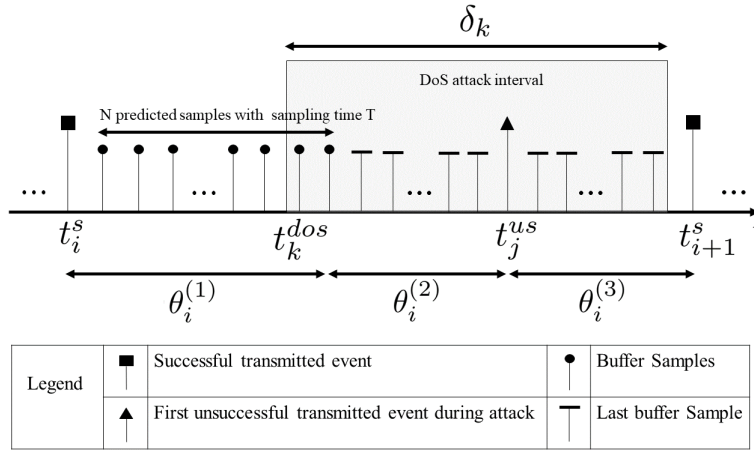 δ_k
DoS attack interval
N predicted samples with sampling time T
... ... ... ... ...
t_i^s t_k^{dos} t_j^{us} t_{i+1}^s
θ_i^{(1)} θ_i^{(2)} θ_i^{(3)}
Legend
Successful transmitted event
Buffer Samples
First unsuccessful transmitted event during attack
Last buffer Sample